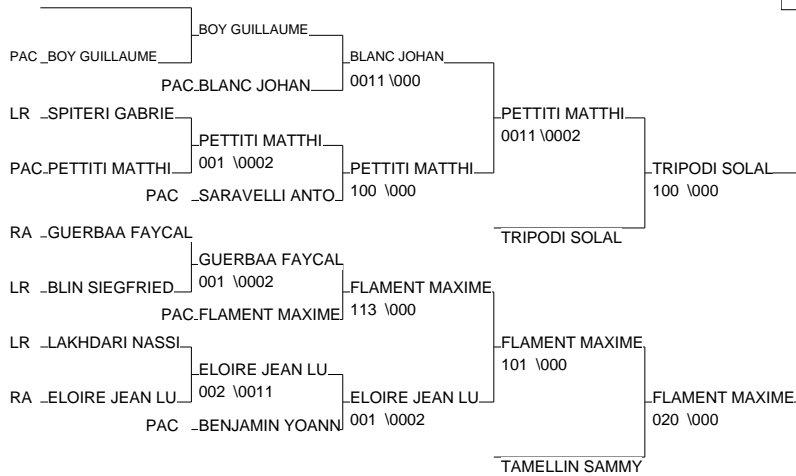 BOY GUILLAUME
PAC BOY GUILLAUME BLANC JOHAN
PAC BLANC JOHAN 0011 \000
LR SPITERI GABRIE PETTITI MATTHI
PETTITI MATTHI 0011 \0002
PAC PETTITI MATTHI 001 \0002 PETTITI MATTHI TRIPODI SOLAL
PAC SARAVELLI ANTO 100 \000 100 \000
RA GUERBAA FAYCAL TRIPODI SOLAL
GUERBAA FAYCAL
LR BLIN SIEGFRIED 001 \0002 FLAMENT MAXIME
PAC FLAMENT MAXIME 113 \000
LR LAKHDARI NASSI FLAMENT MAXIME
ELOIRE JEAN LU 101 \000
RA ELOIRE JEAN LU 002 \0011 ELOIRE JEAN LU FLAMENT MAXIME
PAC BENJAMIN YOANN 001 \0002 020 \000
TAMELLIN SAMMY